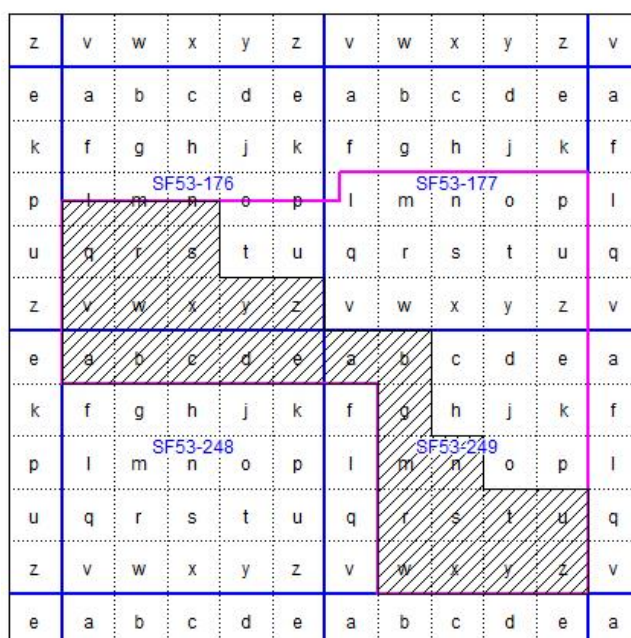 z v w x y z v w x y z v
e a b c d e a b c d e a
k f g h j k f g h j k f
SF53-176 SF53-177
p l m n o p l m n o p l
u q r s t u q r s t u q
z v w x y z v w x y z v
e a b c d e a b c d e a
k f g h j k f g h j k f
SF53-248 SF53-249
p l m n o p l m n o p l
u q r s t u q r s t u q
z v w x y z v w x y z v
e a b c d e a b c d e a